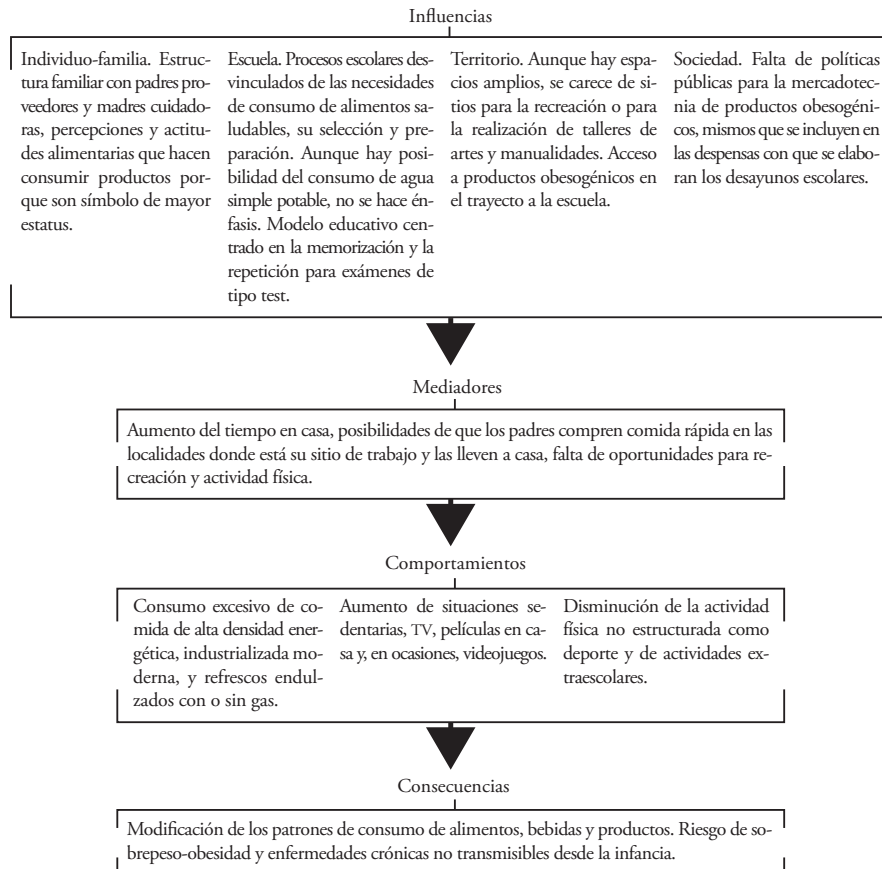 Influencias
Individuo-familia. Estruc-
tura familiar con padres pro-
veedores y madres cuidado-
ras, percepciones y actitu-
des alimentarias que hacen
consumir productos por-
que son símbolo de mayor
estatus.
Escuela. Procesos escolares des-
vinculados de las necesidades
de consumo de alimentos sa-
ludables, su selección y pre-
paración. Aunque hay posi-
bilidad del consumo de agua
simple potable, no se hace én-
fasis. Modelo educativo cen-
trado en la memorización y la
repetición para exámenes de
tipo test.
Territorio. Aunque hay espa-
cios amplios, se carece de si-
tios para la recreación o para
la realización de talleres de
artes y manualidades. Acceso
a productos obesogénicos en
el trayecto a la escuela.
Sociedad. Falta de políticas
públicas para la mercadotec-
nia de productos obesogéni-
cos, mismos que se incluyen en
las despensas con que se elabo-
ran los desayunos escolares.
Mediadores
Aumento del tiempo en casa, posibilidades de que los padres compren comida rápida en las
localidades donde está su sitio de trabajo y las lleven a casa, falta de oportunidades para re-
creación y actividad física.
Comportamientos
Consumo excesivo de co-
mida de alta densidad ener-
gética, industrializada mo-
derna, y refrescos endul-
zados con o sin gas.
Aumento de situaciones se-
dentarias, TV, películas en ca-
sa y, en ocasiones, videojuegos.
Disminución de la actividad
física no estructurada como
deporte y de actividades ex-
traescolares.
Consecuencias
Modificación de los patrones de consumo de alimentos, bebidas y productos. Riesgo de so-
brepeso-obesidad y enfermedades crónicas no transmisibles desde la infancia.